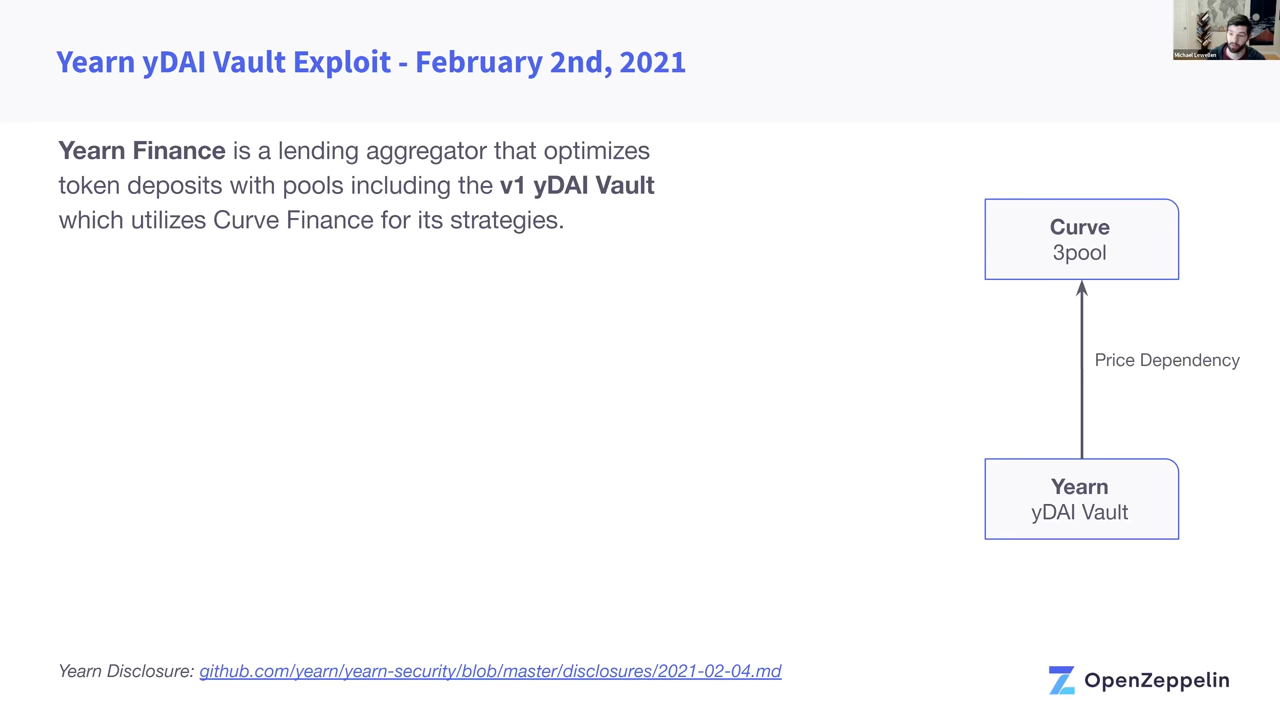 Yearn yDAI Vault Exploit - February 2nd, 2021
Michael Lewellen
Yearn Finance is a lending aggregator that optimizes
token deposits with pools including the v1 yDAI Vault
which utilizes Curve Finance for its strategies.
Curve
3pool
Price Dependency
Yearn
yDAI Vault
Yearn Disclosure: github.com/yearn/yearn-security/blob/master/disclosures/2021-02-04.md
OpenZeppelin